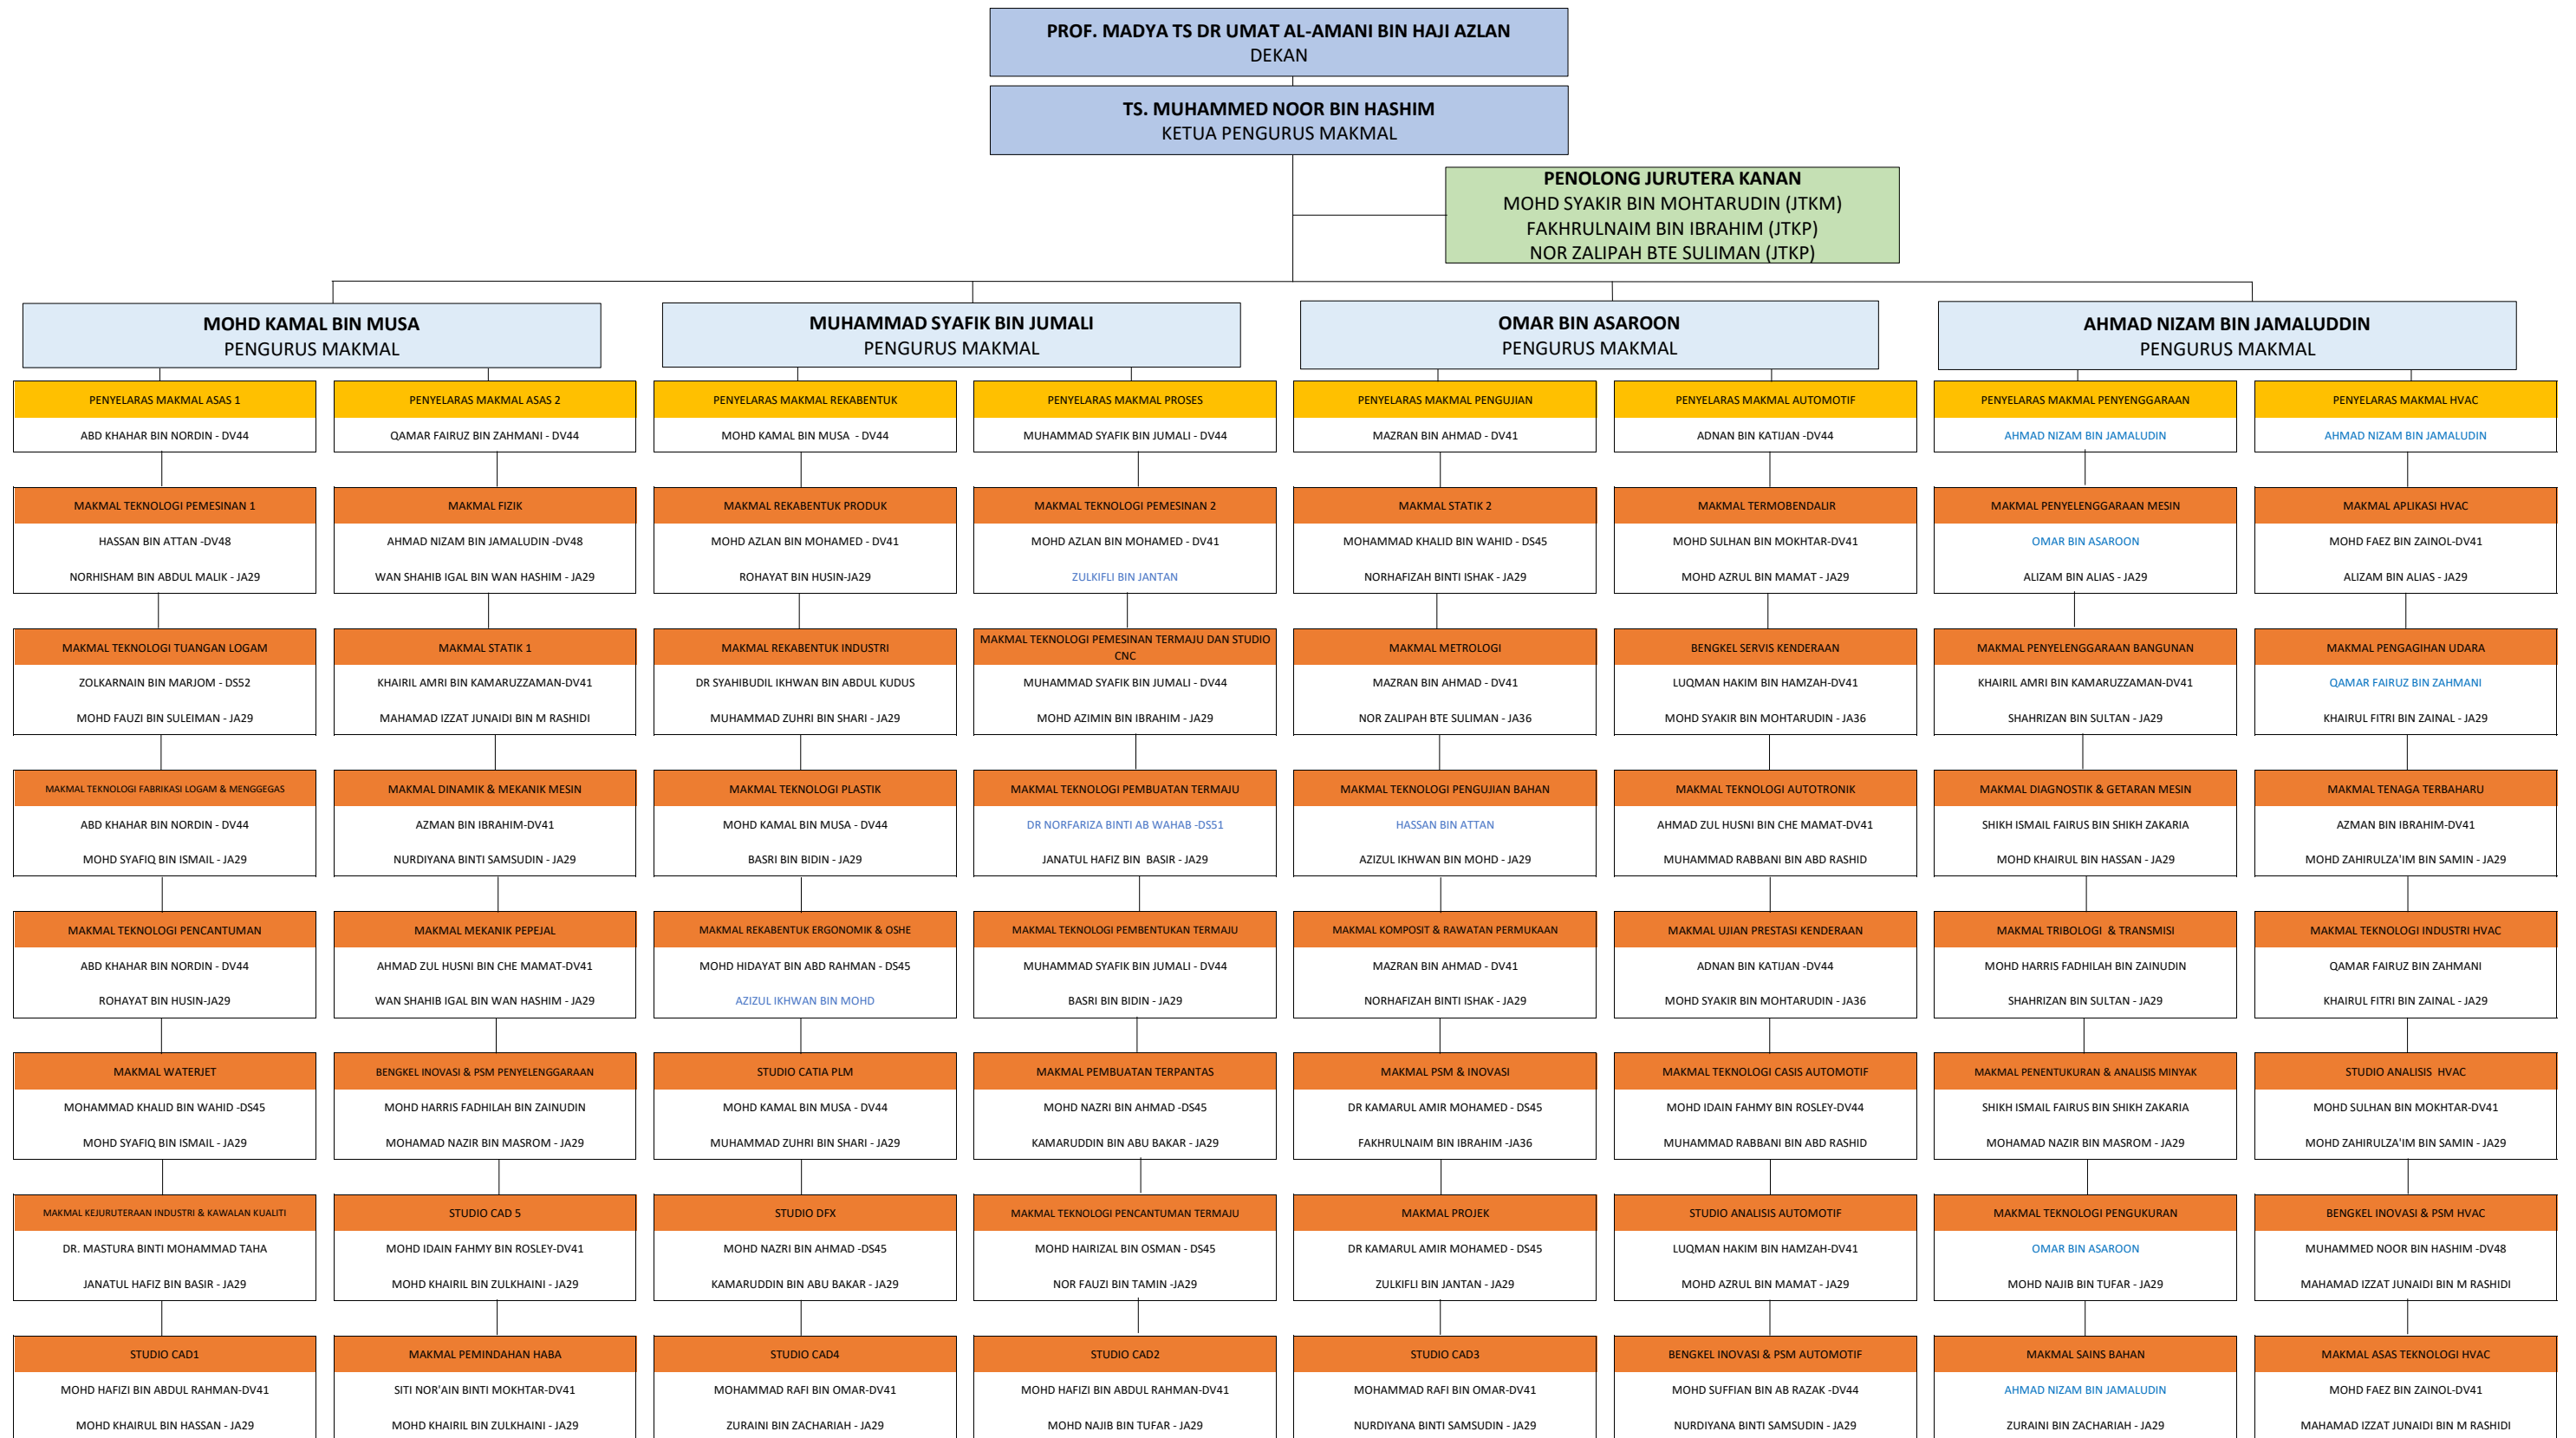 PROF. MADYA TS DR UMAT AL-AMANI BIN HAJI AZLAN
DEKAN
TS. MUHAMMED NOOR BIN HASHIM
KETUA PENGURUS MAKMAL
PENOLONG JURUTERA KANAN
MOHD SYAKIR BIN MOHTARUDIN (JTKM)
FAKHRULNAIM BIN IBRAHIM (JTKP)
NOR ZALIPAH BTE SULIMAN (JTKP)
MOHD KAMAL BIN MUSA
PENGURUS MAKMAL
PENYELARAS MAKMAL ASAS 1
ABD KHAHAR BIN NORDIN - DV44
MAKMAL TEKNOLOGI PEMESINAN 1
HASSAN BIN ATTAN -DV48
NORHISHAM BIN ABDUL MALIK - JA29
MAKMAL TEKNOLOGI TUANGAN LOGAM
ZOLKARNAIN BIN MARJOM - DS52
MOHD FAUZI BIN SULEIMAN - JA29
MAKMAL TEKNOLOGI FABRIKASI LOGAM & MENGGEGAS
ABD KHAHAR BIN NORDIN - DV44
MOHD SYAFIQ BIN ISMAIL - JA29
MAKMAL TEKNOLOGI PENCANTUMAN
ABD KHAHAR BIN NORDIN - DV44
ROHAYAT BIN HUSIN-JA29
MAKMAL WATERJET
MOHAMMAD KHALID BIN WAHID -DS45
MOHD SYAFIQ BIN ISMAIL - JA29
MAKMAL KEJURUTERAAN INDUSTRI & KAWALAN KUALITI
DR. MASTURA BINTI MOHAMMAD TAHA
JANATUL HAFIZ BIN BASIR - JA29
STUDIO CAD1
MOHD HAFIZI BIN ABDUL RAHMAN-DV41
MOHD KHAIRUL BIN HASSAN - JA29
PENYELARAS MAKMAL ASAS 2
QAMAR FAIRUZ BIN ZAHMANI - DV44
MAKMAL FIZIK
AHMAD NIZAM BIN JAMALUDIN -DV48
WAN SHAHIB IGAL BIN WAN HASHIM - JA29
MAKMAL STATIK 1
KHAIRIL AMRI BIN KAMARUZZAMAN-DV41
MAHAMAD IZZAT JUNAIDI BIN M RASHIDI
MAKMAL DINAMIK & MEKANIK MESIN
AZMAN BIN IBRAHIM-DV41
NURDIYANA BINTI SAMSUDIN - JA29
MAKMAL MEKANIK PEPEJAL
AHMAD ZUL HUSNI BIN CHE MAMAT-DV41
WAN SHAHIB IGAL BIN WAN HASHIM - JA29
BENGKEL INOVASI & PSM PENYELENGGARAAN
MOHD HARRIS FADHILAH BIN ZAINUDIN
MOHAMAD NAZIR BIN MASROM - JA29
STUDIO CAD 5
MOHD IDAIN FAHMY BIN ROSLEY-DV41
MOHD KHAIRIL BIN ZULKHAINI - JA29
MAKMAL PEMINDAHAN HABA
SITI NOR'AIN BINTI MOKHTAR-DV41
MOHD KHAIRIL BIN ZULKHAINI - JA29
MUHAMMAD SYAFIK BIN JUMALI
PENGURUS MAKMAL
PENYELARAS MAKMAL REKABENTUK
MOHD KAMAL BIN MUSA - DV44
MAKMAL REKABENTUK PRODUK
MOHD AZLAN BIN MOHAMED - DV41
ROHAYAT BIN HUSIN-JA29
MAKMAL REKABENTUK INDUSTRI
DR SYAHIBUDIL IKHWAN BIN ABDUL KUDUS
MUHAMMAD ZUHRI BIN SHARI - JA29
MAKMAL TEKNOLOGI PLASTIK
MOHD KAMAL BIN MUSA - DV44
BASRI BIN BIDIN - JA29
MAKMAL REKABENTUK ERGONOMIK & OSHE
MOHD HIDAYAT BIN ABD RAHMAN - DS45
AZIZUL IKHWAN BIN MOHD
STUDIO CATIA PLM
MOHD KAMAL BIN MUSA - DV44
MUHAMMAD ZUHRI BIN SHARI - JA29
STUDIO DFX
MOHD NAZRI BIN AHMAD -DS45
KAMARUDDIN BIN ABU BAKAR - JA29
STUDIO CAD4
MOHAMMAD RAFI BIN OMAR-DV41
ZURAINI BIN ZACHARIAH - JA29
PENYELARAS MAKMAL PROSES
MUHAMMAD SYAFIK BIN JUMALI - DV44
MAKMAL TEKNOLOGI PEMESINAN 2
MOHD AZLAN BIN MOHAMED - DV41
ZULKIFLI BIN JANTAN
MAKMAL TEKNOLOGI PEMESINAN TERMAJU DAN STUDIO
CNC
MUHAMMAD SYAFIK BIN JUMALI - DV44
MOHD AZIMIN BIN IBRAHIM - JA29
MAKMAL TEKNOLOGI PEMBUATAN TERMAJU
DR NORFARIZA BINTI AB WAHAB -DS51
JANATUL HAFIZ BIN BASIR - JA29
MAKMAL TEKNOLOGI PEMBENTUKAN TERMAJU
MUHAMMAD SYAFIK BIN JUMALI - DV44
BASRI BIN BIDIN - JA29
MAKMAL PEMBUATAN TERPANTAS
MOHD NAZRI BIN AHMAD -DS45
KAMARUDDIN BIN ABU BAKAR - JA29
MAKMAL TEKNOLOGI PENCANTUMAN TERMAJU
MOHD HAIRIZAL BIN OSMAN - DS45
NOR FAUZI BIN TAMIN -JA29
STUDIO CAD2
MOHD HAFIZI BIN ABDUL RAHMAN-DV41
MOHD NAJIB BIN TUFAR - JA29
OMAR BIN ASAROON
PENGURUS MAKMAL
PENYELARAS MAKMAL PENGUJIAN
MAZRAN BIN AHMAD - DV41
MAKMAL STATIK 2
MOHAMMAD KHALID BIN WAHID - DS45
NORHAFIZAH BINTI ISHAK - JA29
MAKMAL METROLOGI
MAZRAN BIN AHMAD - DV41
NOR ZALIPAH BTE SULIMAN - JA36
MAKMAL TEKNOLOGI PENGUJIAN BAHAN
HASSAN BIN ATTAN
AZIZUL IKHWAN BIN MOHD - JA29
MAKMAL KOMPOSIT & RAWATAN PERMUKAAN
MAZRAN BIN AHMAD - DV41
NORHAFIZAH BINTI ISHAK - JA29
MAKMAL PSM & INOVASI
DR KAMARUL AMIR MOHAMED - DS45
FAKHRULNAIM BIN IBRAHIM -JA36
MAKMAL PROJEK
DR KAMARUL AMIR MOHAMED - DS45
ZULKIFLI BIN JANTAN - JA29
STUDIO CAD3
MOHAMMAD RAFI BIN OMAR-DV41
NURDIYANA BINTI SAMSUDIN - JA29
PENYELARAS MAKMAL AUTOMOTIF
ADNAN BIN KATIJAN -DV44
MAKMAL TERMOBENDALIR
MOHD SULHAN BIN MOKHTAR-DV41
MOHD AZRUL BIN MAMAT - JA29
BENGKEL SERVIS KENDERAAN
LUQMAN HAKIM BIN HAMZAH-DV41
MOHD SYAKIR BIN MOHTARUDIN - JA36
MAKMAL TEKNOLOGI AUTOTRONIK
AHMAD ZUL HUSNI BIN CHE MAMAT-DV41
MUHAMMAD RABBANI BIN ABD RASHID
MAKMAL UJIAN PRESTASI KENDERAAN
ADNAN BIN KATIJAN -DV44
MOHD SYAKIR BIN MOHTARUDIN - JA36
MAKMAL TEKNOLOGI CASIS AUTOMOTIF
MOHD IDAIN FAHMY BIN ROSLEY-DV44
MUHAMMAD RABBANI BIN ABD RASHID
STUDIO ANALISIS AUTOMOTIF
LUQMAN HAKIM BIN HAMZAH-DV41
MOHD AZRUL BIN MAMAT - JA29
BENGKEL INOVASI & PSM AUTOMOTIF
MOHD SUFFIAN BIN AB RAZAK -DV44
NURDIYANA BINTI SAMSUDIN - JA29
AHMAD NIZAM BIN JAMALUDDIN
PENGURUS MAKMAL
PENYELARAS MAKMAL PENYENGGARAAN
AHMAD NIZAM BIN JAMALUDIN
MAKMAL PENYELENGGARAAN MESIN
OMAR BIN ASAROON
ALIZAM BIN ALIAS - JA29
MAKMAL PENYELENGGARAAN BANGUNAN
KHAIRIL AMRI BIN KAMARUZZAMAN-DV41
SHAHRIZAN BIN SULTAN - JA29
MAKMAL DIAGNOSTIK & GETARAN MESIN
SHIKH ISMAIL FAIRUS BIN SHIKH ZAKARIA
MOHD KHAIRUL BIN HASSAN - JA29
MAKMAL TRIBOLOGI & TRANSMISI
MOHD HARRIS FADHILAH BIN ZAINUDIN
SHAHRIZAN BIN SULTAN - JA29
MAKMAL PENENTUKURAN & ANALISIS MINYAK
SHIKH ISMAIL FAIRUS BIN SHIKH ZAKARIA
MOHAMAD NAZIR BIN MASROM - JA29
MAKMAL TEKNOLOGI PENGUKURAN
OMAR BIN ASAROON
MOHD NAJIB BIN TUFAR - JA29
MAKMAL SAINS BAHAN
AHMAD NIZAM BIN JAMALUDIN
ZURAINI BIN ZACHARIAH - JA29
PENYELARAS MAKMAL HVAC
AHMAD NIZAM BIN JAMALUDIN
MAKMAL APLIKASI HVAC
MOHD FAEZ BIN ZAINOL-DV41
ALIZAM BIN ALIAS - JA29
MAKMAL PENGAGIHAN UDARA
QAMAR FAIRUZ BIN ZAHMANI
KHAIRUL FITRI BIN ZAINAL - JA29
MAKMAL TENAGA TERBAHARU
AZMAN BIN IBRAHIM-DV41
MOHD ZAHIRULZA'IM BIN SAMIN - JA29
MAKMAL TEKNOLOGI INDUSTRI HVAC
QAMAR FAIRUZ BIN ZAHMANI
KHAIRUL FITRI BIN ZAINAL - JA29
STUDIO ANALISIS HVAC
MOHD SULHAN BIN MOKHTAR-DV41
MOHD ZAHIRULZA'IM BIN SAMIN - JA29
BENGKEL INOVASI & PSM HVAC
MUHAMMED NOOR BIN HASHIM -DV48
MAHAMAD IZZAT JUNAIDI BIN M RASHIDI
MAKMAL ASAS TEKNOLOGI HVAC
MOHD FAEZ BIN ZAINOL-DV41
MAHAMAD IZZAT JUNAIDI BIN M RASHIDI